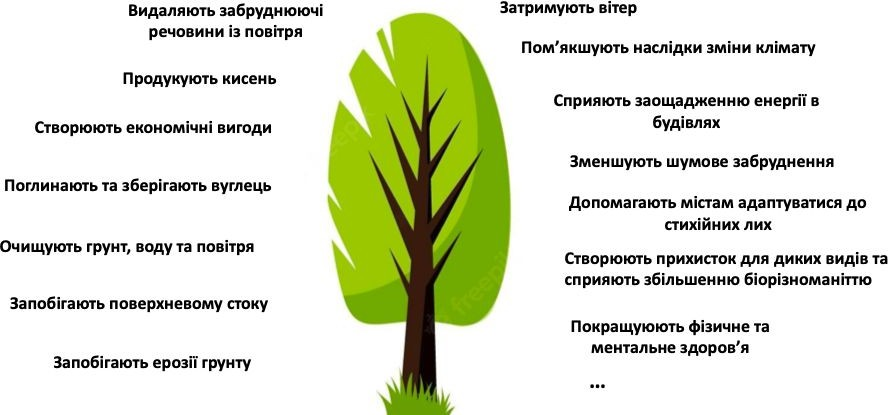 Видаляють забруднюючі
речовини із повітря
Продукують кисень
Створюють економічні вигоди
Поглинають та зберігають вуглець
Очищують грунт, воду та повітря
Запобігають поверхневому стоку
Запобігають ерозії грунту
Затримують вітер
Пом’якшують наслідки зміни клімату
Сприяють заощадженню енергії в
будівлях
Зменшують шумове забруднення
Допомагають містам адаптуватися до
стихійних лих
Створюють прихисток для диких видів та
сприяють збільшенню біорізноманіттю
Покращуюють фізичне та
ментальне здоров’я
...
freepik
freepik